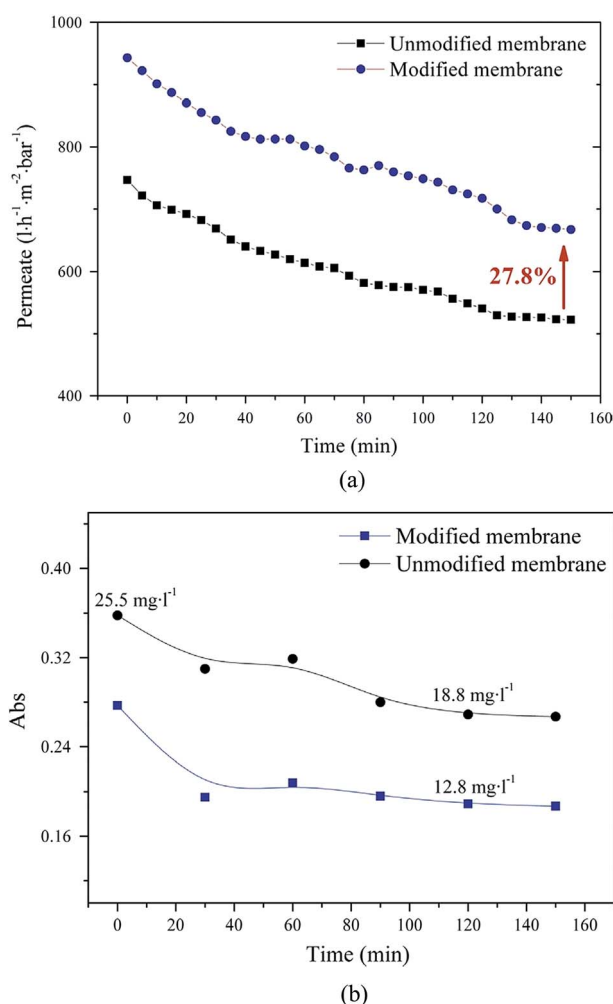 1000
800
600
400
Permeate (l·h⁻¹·m⁻²·bar⁻¹)
Unmodified membrane
Modified membrane
27.8%
0 20 40 60 80 100 120 140 160
Time (min)
(a)
0.40
0.32
0.24
0.16
Abs
Modified membrane
Unmodified membrane
25.5 mg·l⁻¹
18.8 mg·l⁻¹
12.8 mg·l⁻¹
0 20 40 60 80 100 120 140 160
Time (min)
(b)